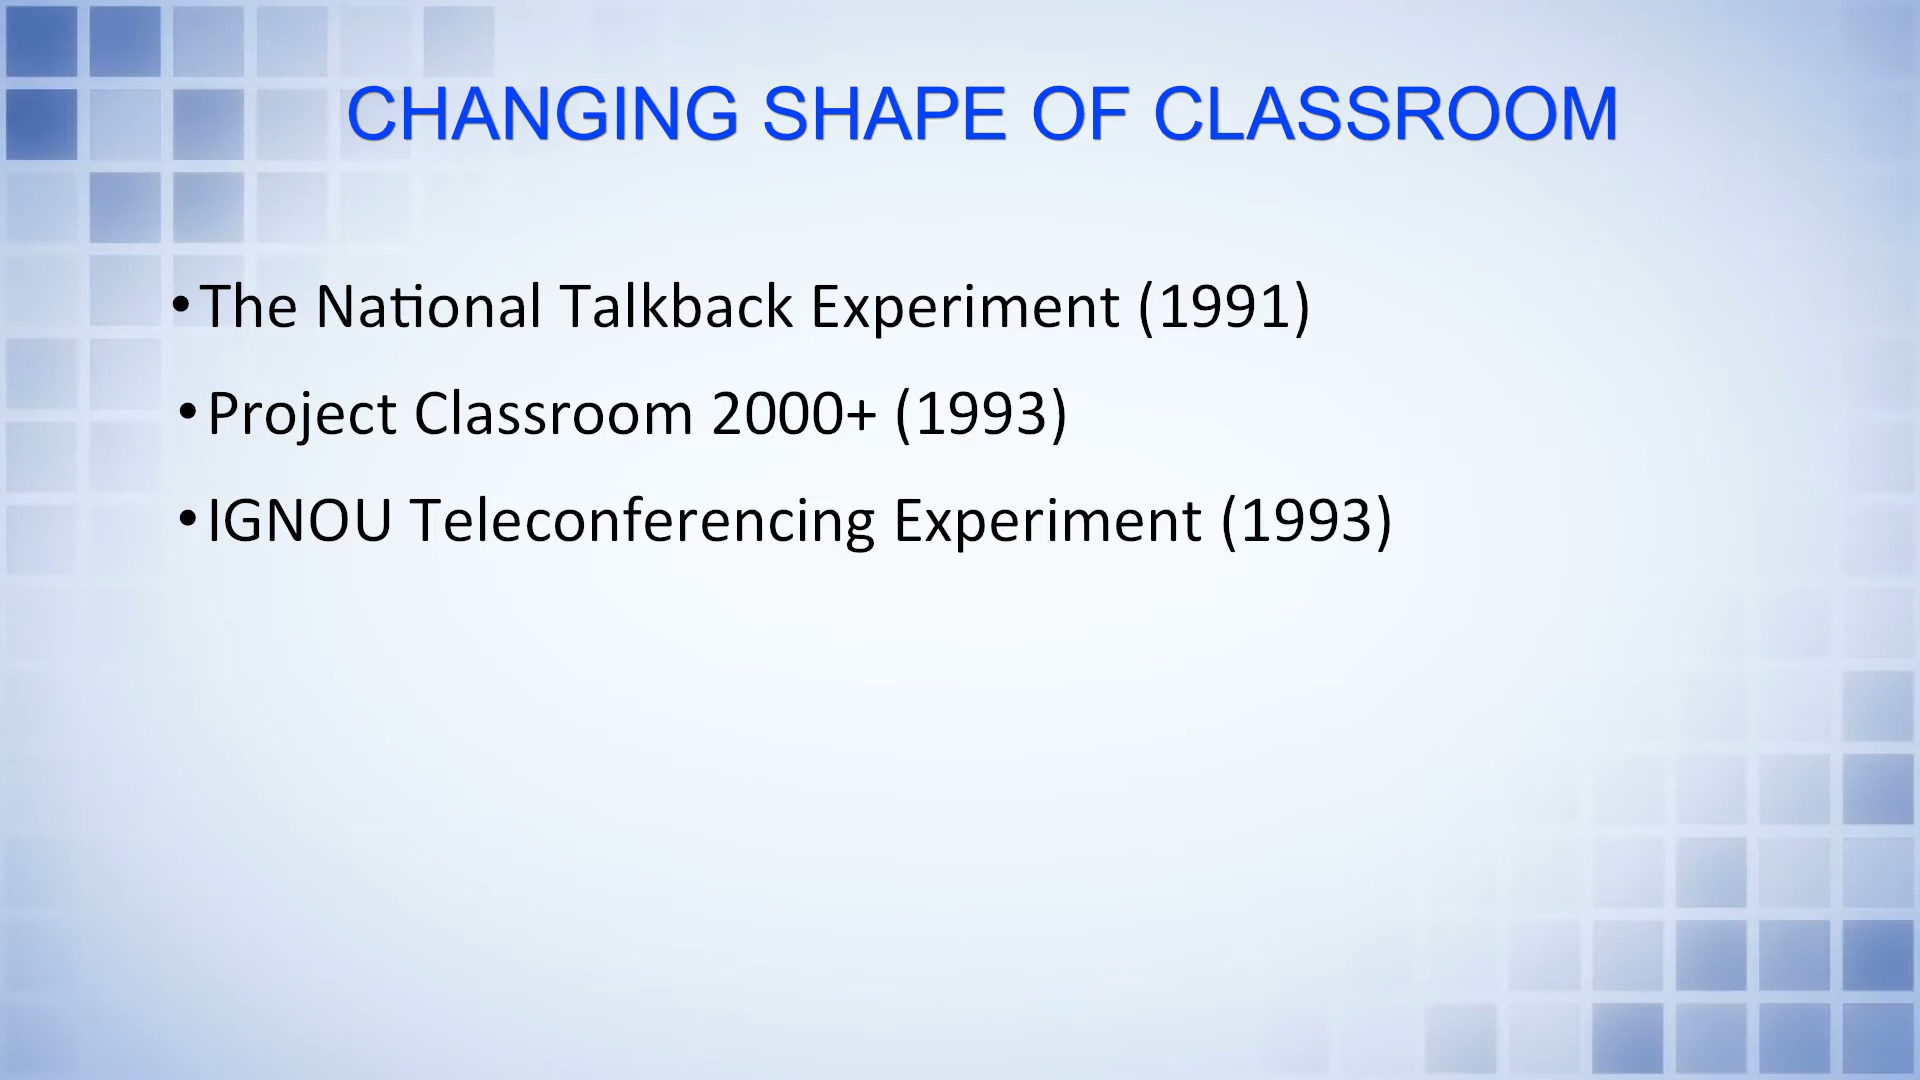 CHANGING SHAPE OF CLASSROOM
•The National Talkback Experiment (1991)
•Project Classroom 2000+ (1993)
•IGNOU Teleconferencing Experiment (1993)